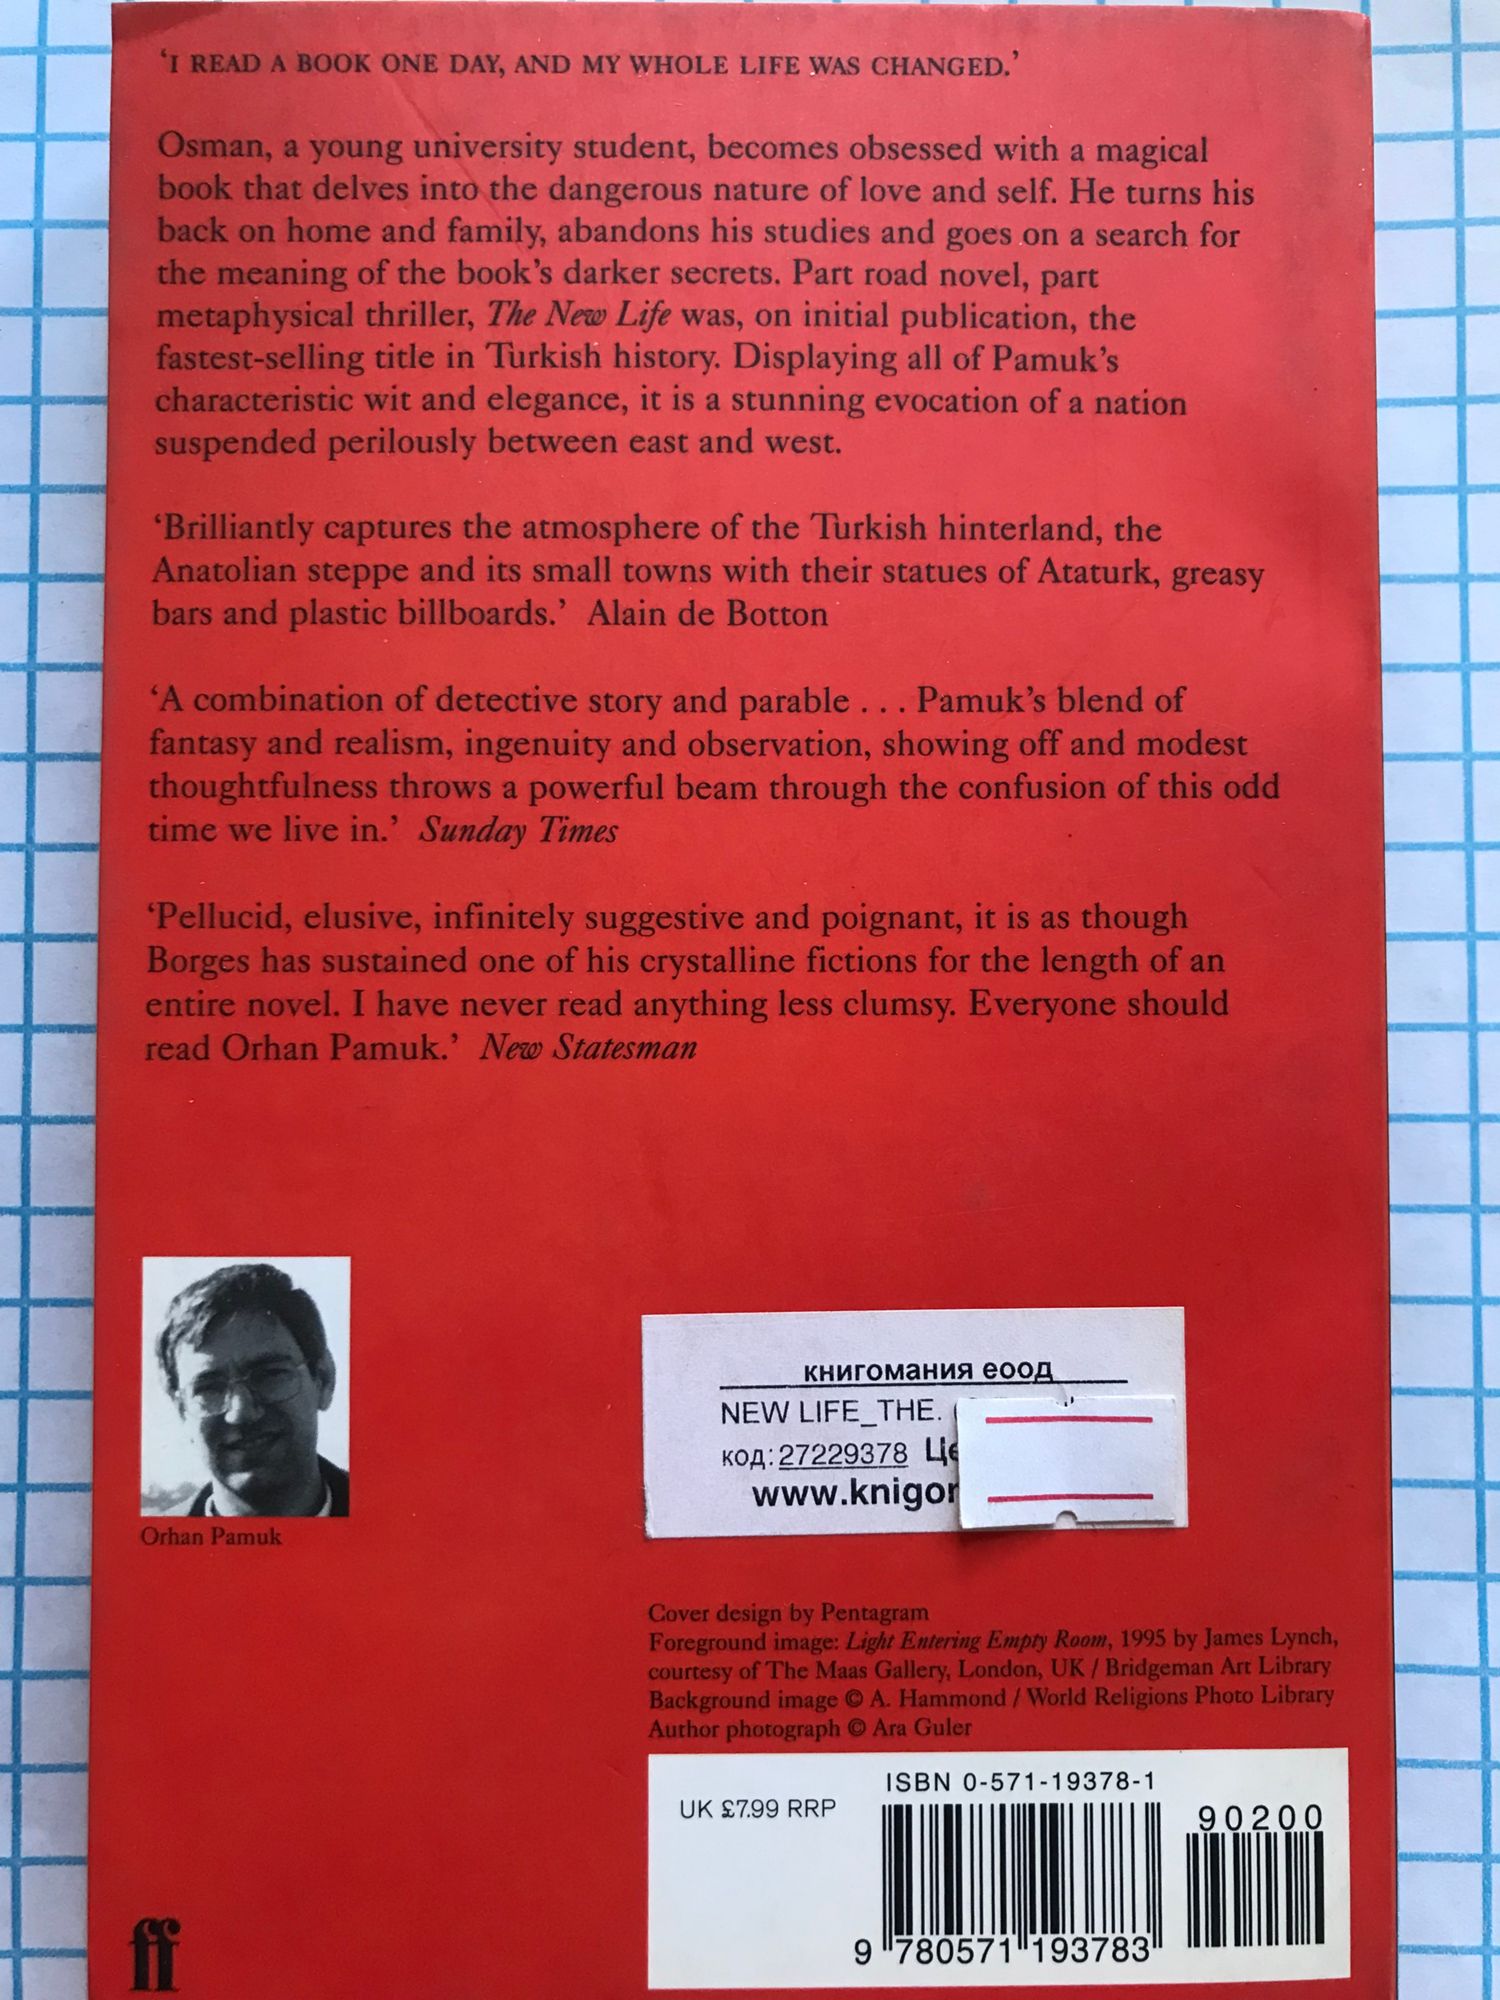 ‘I READ A BOOK ONE DAY, AND MY WHOLE LIFE WAS CHANGED.’
Osman, a young university student, becomes obsessed with a magical
book that delves into the dangerous nature of love and self. He turns his
back on home and family, abandons his studies and goes on a search for
the meaning of the book’s darker secrets. Part road novel, part
metaphysical thriller, The New Life was, on initial publication, the
fastest-selling title in Turkish history. Displaying all of Pamuk’s
characteristic wit and elegance, it is a stunning evocation of a nation
suspended perilously between east and west.
‘Brilliantly captures the atmosphere of the Turkish hinterland, the
Anatolian steppe and its small towns with their statues of Ataturk, greasy
bars and plastic billboards.’ Alain de Botton
‘A combination of detective story and parable . . . Pamuk’s blend of
fantasy and realism, ingenuity and observation, showing off and modest
thoughtfulness throws a powerful beam through the confusion of this odd
time we live in.’ Sunday Times
‘Pellucid, elusive, infinitely suggestive and poignant, it is as though
Borges has sustained one of his crystalline fictions for the length of an
entire novel. I have never read anything less clumsy. Everyone should
read Orhan Pamuk.’ New Statesman
Orhan Pamuk
книгомания еоод
NEW LIFE_THE.
код: 27229378
Cover design by Pentagram
Foreground image: Light Entering Empty Room, 1995 by James Lynch,
courtesy of The Maas Gallery, London, UK / Bridgeman Art Library
Background image © A. Hammond / World Religions Photo Library
Author photograph © Ara Guler
ISBN 0-571-19378-1
UK £7.99 RRP
90200
9 780571 193783
ff